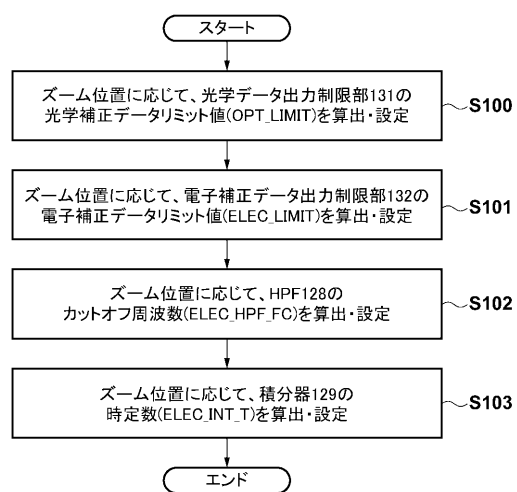 スタート
ズーム位置に応じて、光学データ出力制限部131の
光学補正データリミット値(OPT_LIMIT)を算出・設定
S100
ズーム位置に応じて、電子補正データ出力制限部132の
電子補正データリミット値(ELEC_LIMIT)を算出・設定
S101
ズーム位置に応じて、HPF128の
カットオフ周波数(ELEC_HPF_FC)を算出・設定
S102
ズーム位置に応じて、積分器129の
時定数(ELEC_INT_T)を算出・設定
S103
エンド